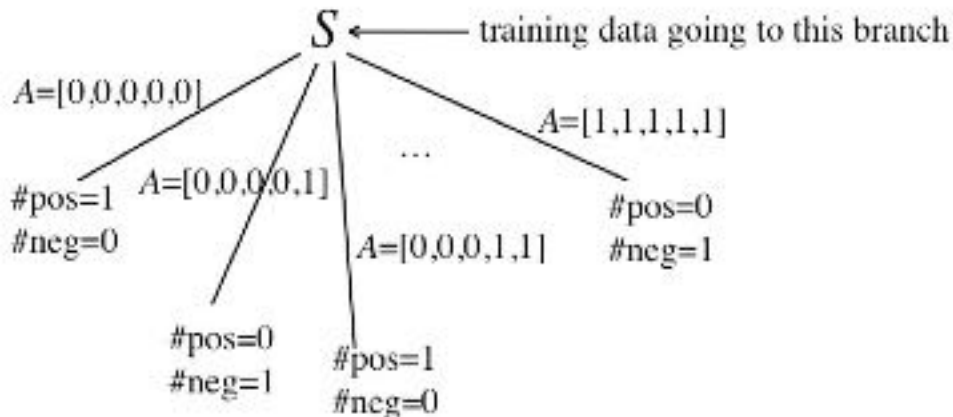 S
training data going to this branch
A=[0,0,0,0,0]
A=[1,1,1,1,1]
...
A=[0,0,0,0,1]
#pos=1
#neg=0
#pos=0
#neg=1
A=[0,0,0,1,1]
#pos=0
#neg=1
#pos=1
#neg=0